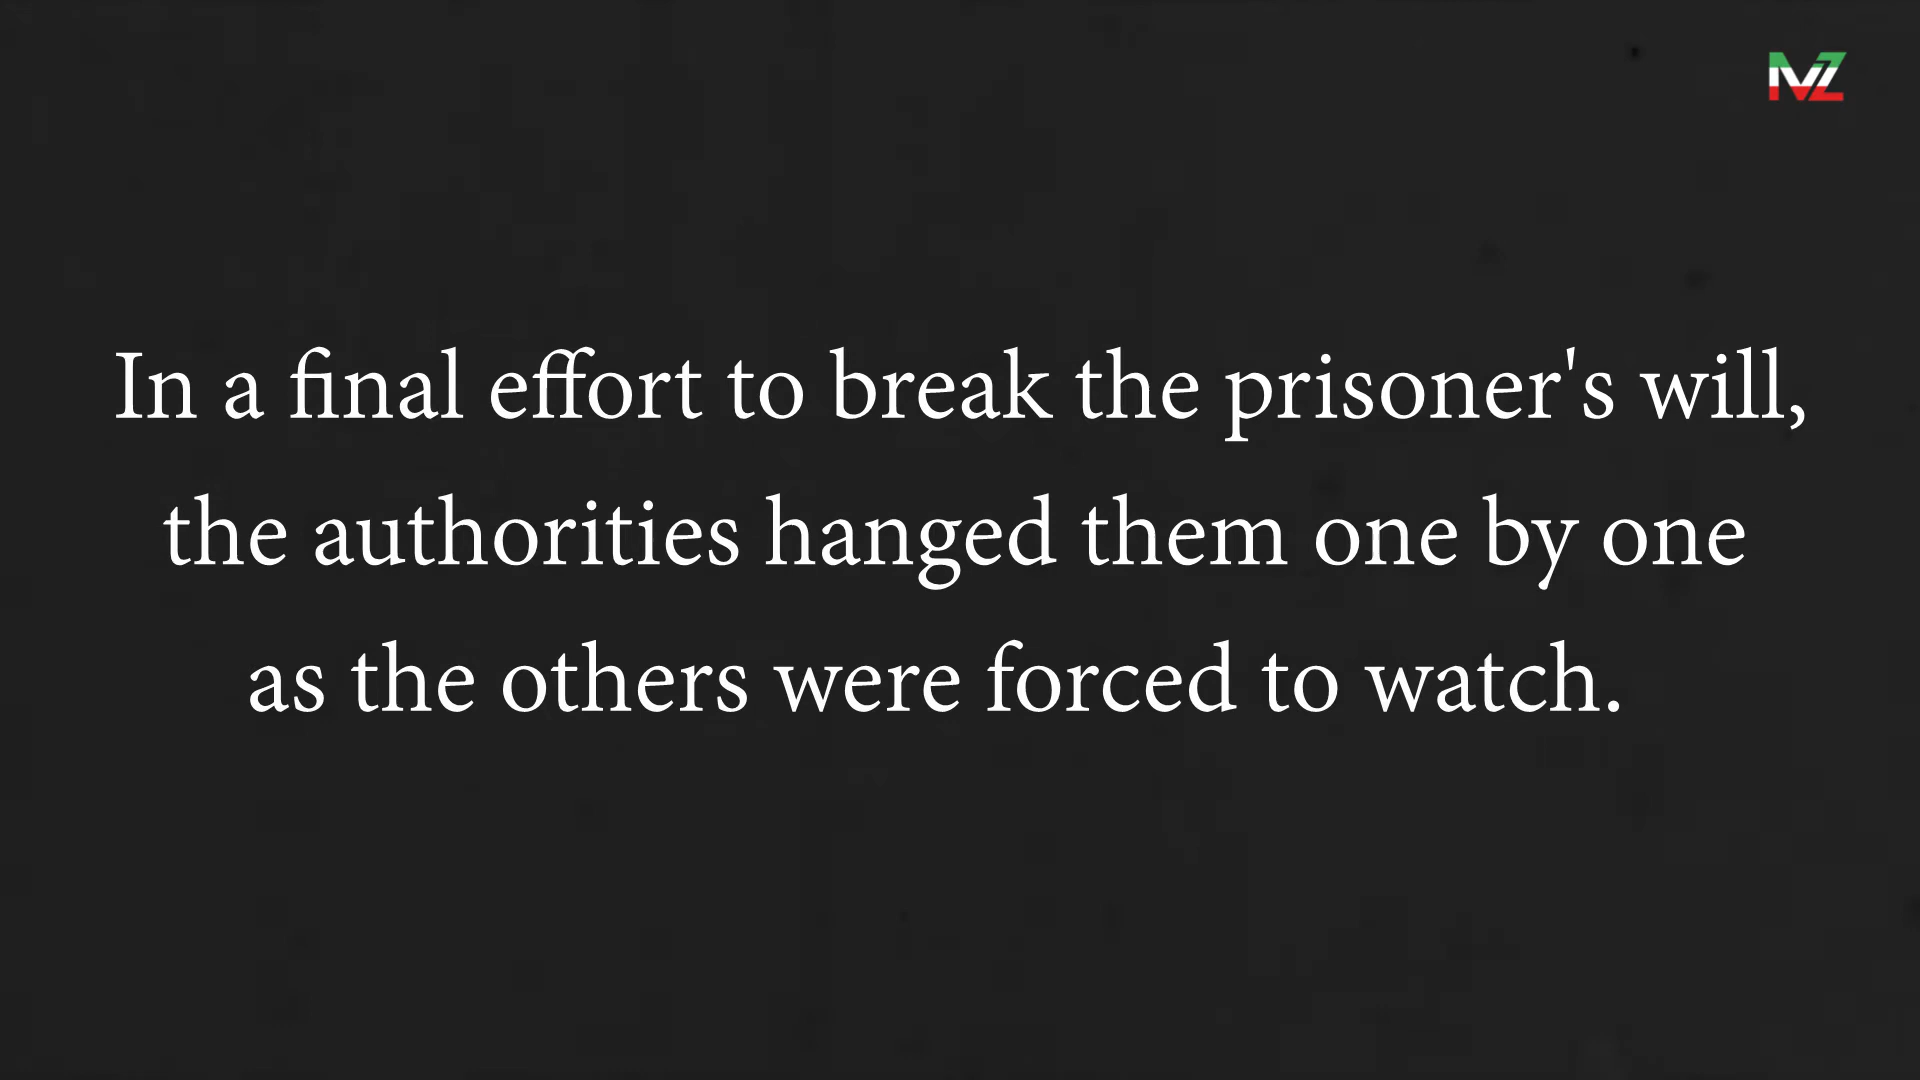 MZ
In a final effort to break the prisoner's will,
the authorities hanged them one by one
as the others were forced to watch.